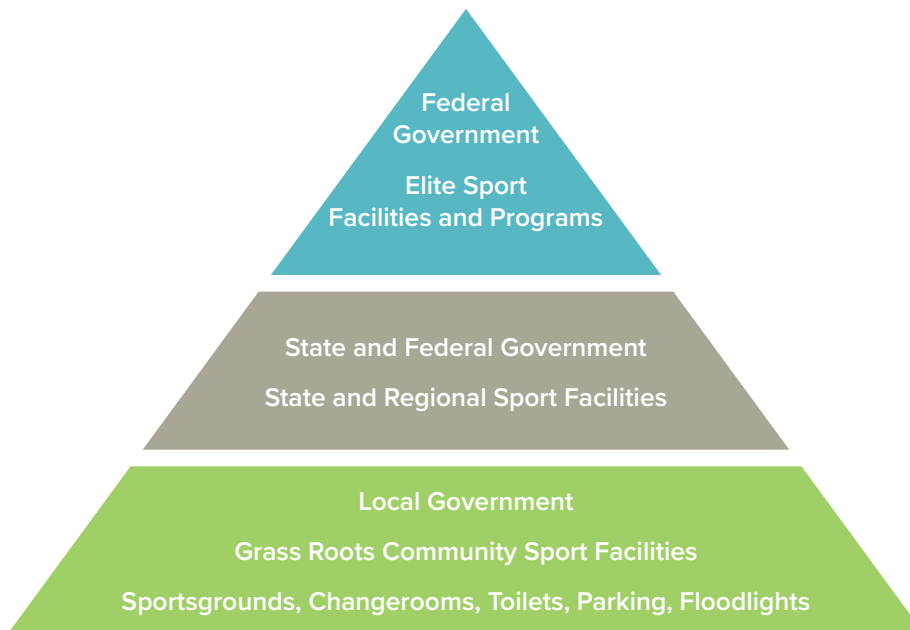 Federal
Government
Elite Sport
Facilities and Programs
State and Federal Government
State and Regional Sport Facilities
Local Government
Grass Roots Community Sport Facilities
Sportsgrounds, Changerooms, Toilets, Parking, Floodlights